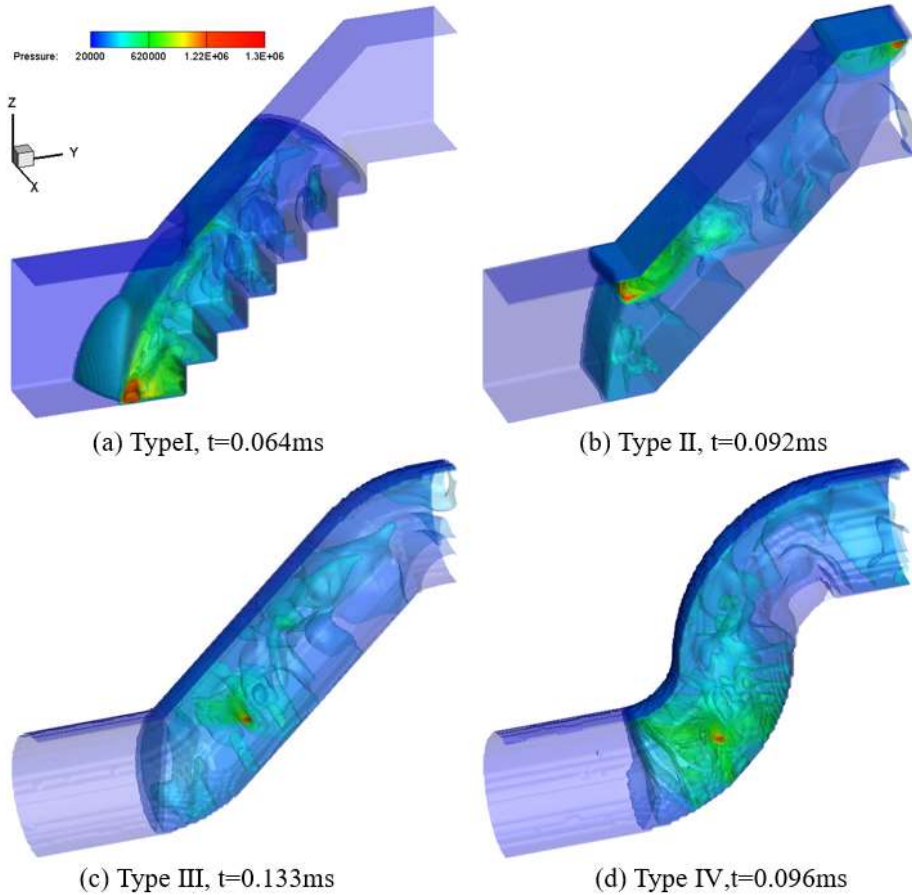 Pressure: 20000 620000 1.22E+06 1.3E+06
Z
Y
X
(a) TypeI, t=0.064ms
(b) Type II, t=0.092ms
(c) Type III, t=0.133ms
(d) Type IV,t=0.096ms